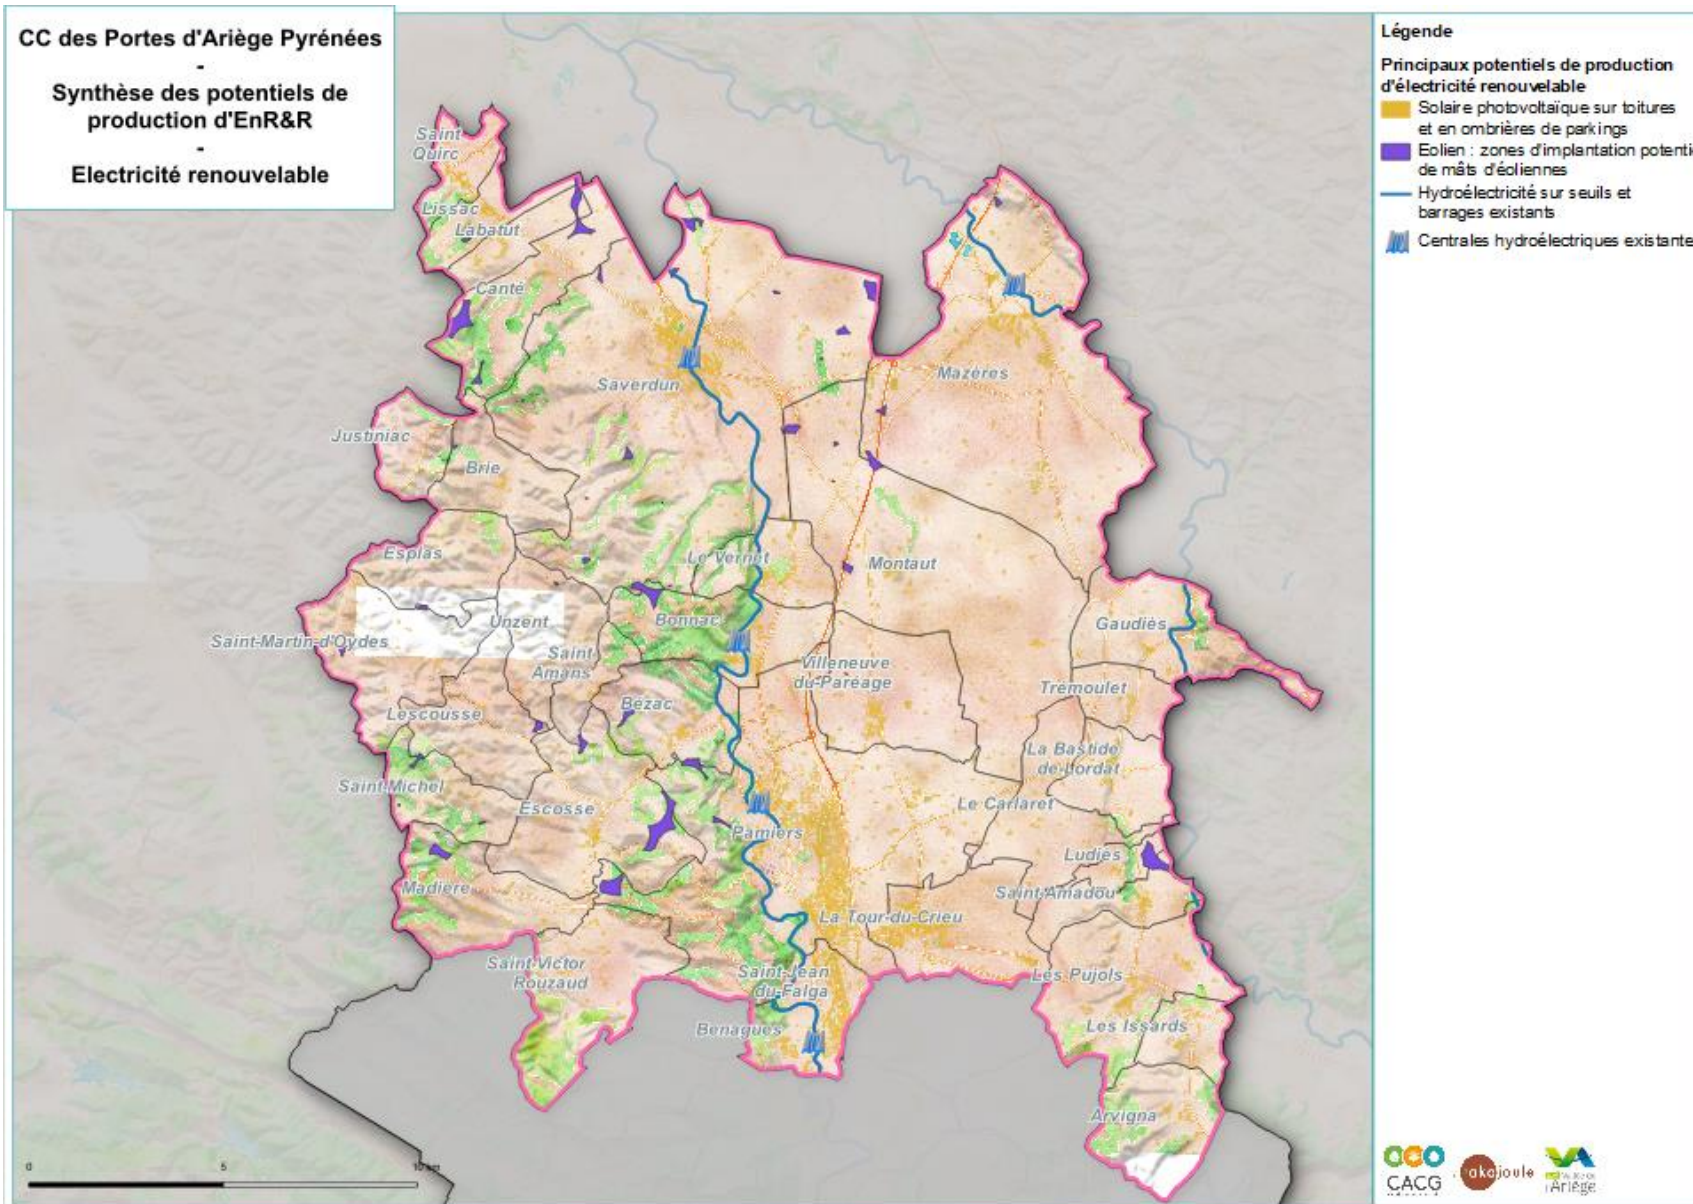 CC des Portes d'Ariège Pyrénées
-
Synthèse des potentiels de
production d'EnR&R
-
Electricité renouvelable
Légende
Principaux potentiels de production
d'électricité renouvelable
Solaire photovoltaïque sur toitures
et en ombrières de parkings
Eolien : zones d'implantation potenti
de mâts d'éoliennes
Hydroélectricité sur seuils et
barrages existants
Centrales hydroélectriques existante
Saint
Quirc
Lissac
Labatut
Canté
Saverdun
Mazères
Justiniac
Brie
Esplas
Le Vernet
Montaut
Unzent
Bonnac
Gaudiès
Saint-Martin-d'Oydes
Saint
Amans
Villeneuve
du-Paréage
Trémoulet
Lescousse
Bézac
La Bastide
de-Lordat
Saint-Michel
Escosse
Le Carlaret
Pamiers
Ludiès
Madière
Saint-Amadou
La Tour-du-Crieu
Saint-Victor
Rouzaud
Saint-Jean
du-Falga
Les Pujols
Benagues
Les Issards
Arvigna
0 5 10 km
CACG
akajoule
Ariège